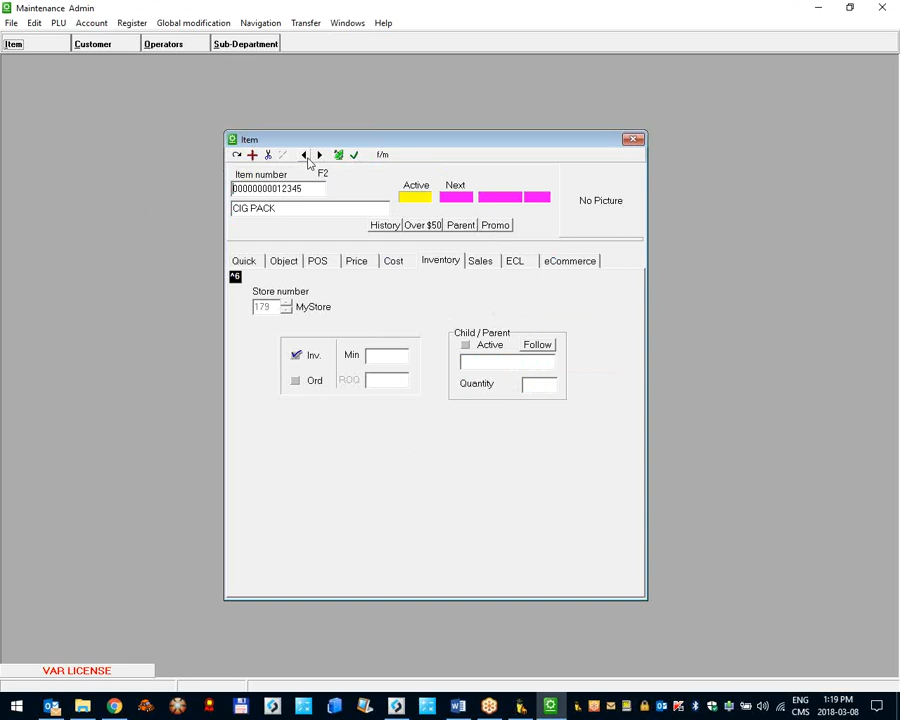 Maintenance Admin
File Edit PLU Account Register Global modification Navigation Transfer Windows Help
Item Customer Operators Sub-Department
Item
f/m
Item number F2
00000000012345
CIG PACK
Active Next
No Picture
History Over $50 Parent Promo
Quick Object POS Price Cost Inventory Sales ECL eCommerce
^6
Store number
179 MyStore
Child / Parent
Inv. Min
Active Follow
Ord ROQ
Quantity
VAR LICENSE
ENG 1:19 PM
CMS 2018-03-08